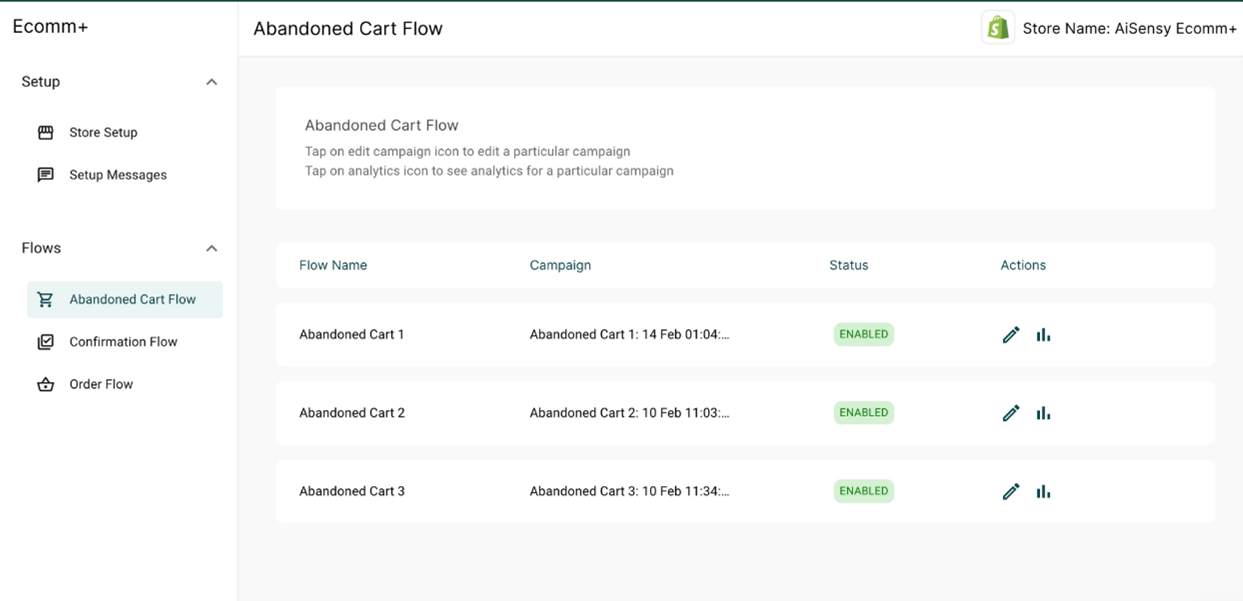 Ecomm+
Abandoned Cart Flow
Store Name: AiSensy Ecomm+
Setup
Store Setup
Setup Messages
Flows
Abandoned Cart Flow
Confirmation Flow
Order Flow
Abandoned Cart Flow
Tap on edit campaign icon to edit a particular campaign
Tap on analytics icon to see analytics for a particular campaign
Flow Name Campaign Status Actions
Abandoned Cart 1 Abandoned Cart 1: 14 Feb 01:04:... ENABLED
Abandoned Cart 2 Abandoned Cart 2: 10 Feb 11:03:... ENABLED
Abandoned Cart 3 Abandoned Cart 3: 10 Feb 11:34:... ENABLED